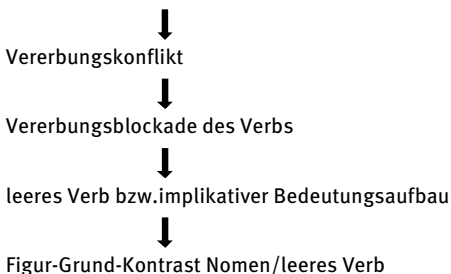 Vererbungskonflikt
Vererbungsblockade des Verbs
leeres Verb bzw.implikativer Bedeutungsaufbau
Figur-Grund-Kontrast Nomen/leeres Verb